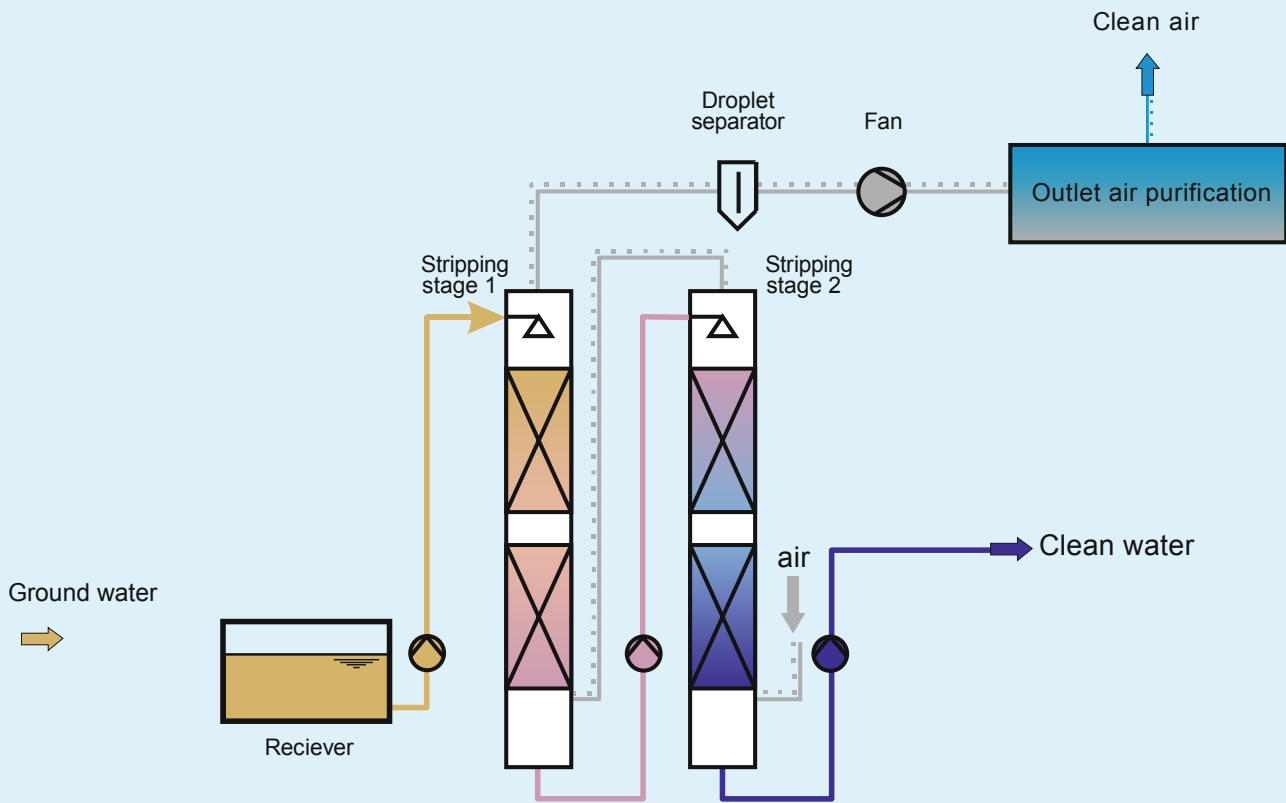 Clean air
Droplet
separator
Fan
Outlet air purification
Stripping
stage 1
Stripping
stage 2
Clean water
air
Ground water
Reciever